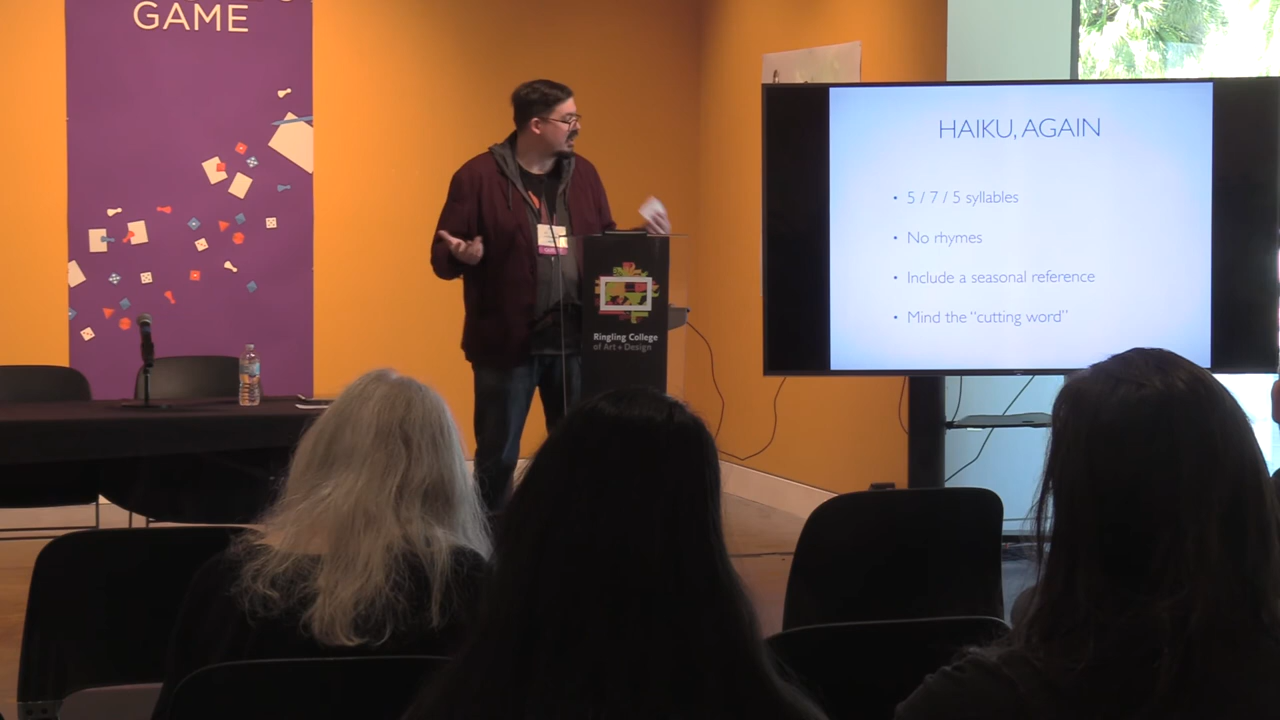 GAME
HAIKU, AGAIN
• 5 / 7 / 5 syllables
• No rhymes
• Include a seasonal reference
• Mind the “cutting word”
Ringling College
of Art + Design